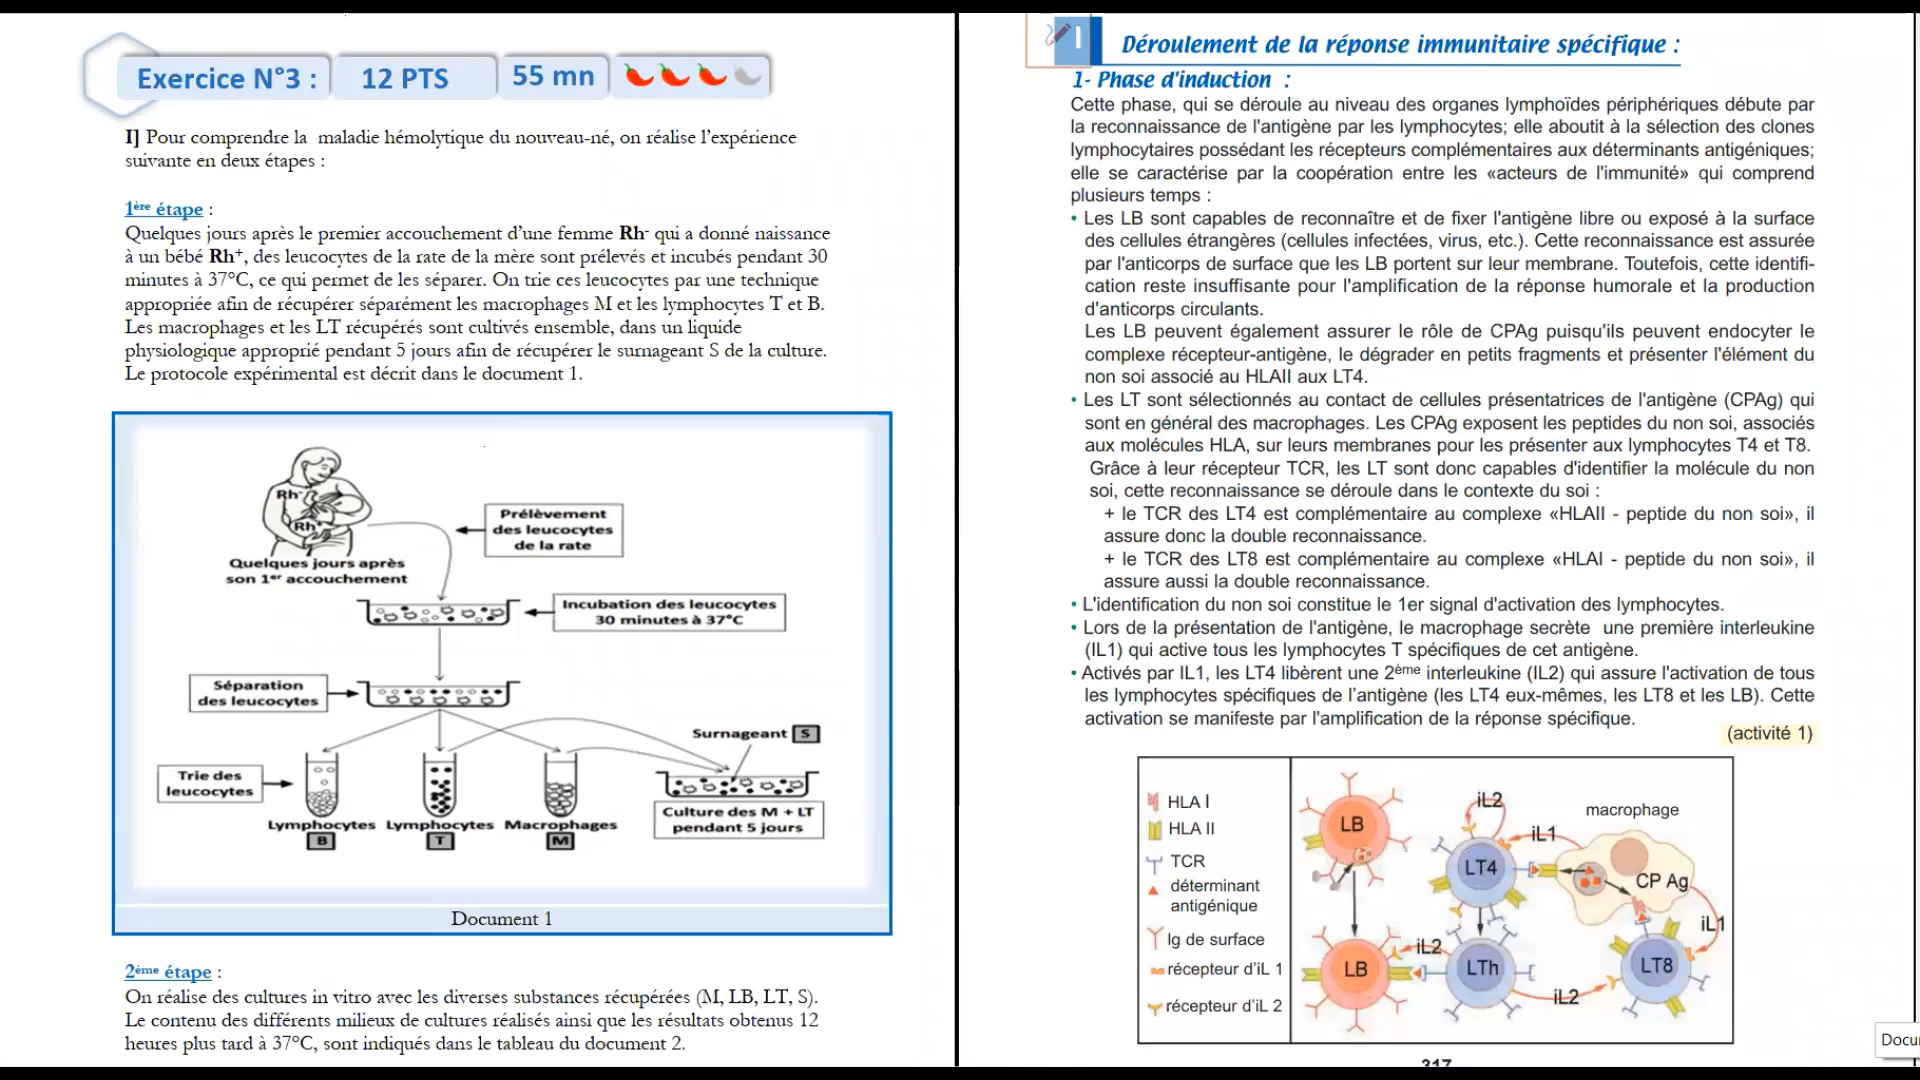 Exercice N°3 :
12 PTS
55 mn
I] Pour comprendre la maladie hémolytique du nouveau-né, on réalise l'expérience
suivante en deux étapes :
1ère étape :
Quelques jours après le premier accouchement d'une femme Rh- qui a donné naissance
à un bébé Rh+, des leucocytes de la rate de la mère sont prélevés et incubés pendant 30
minutes à 37°C, ce qui permet de les séparer. On trie ces leucocytes par une technique
appropriée afin de récupérer séparément les macrophages M et les lymphocytes T et B.
Les macrophages et les LT récupérés sont cultivés ensemble, dans un liquide
physiologique approprié pendant 5 jours afin de récupérer le surnageant S de la culture.
Le protocole expérimental est décrit dans le document 1.
Rh-
Rh+
Quelques jours après
son 1er accouchement
Prélèvement
des leucocytes
de la rate
Incubation des leucocytes
30 minutes à 37°C
Séparation
des leucocytes
Surnageant S
Trie des
leucocytes
Lymphocytes
B
Lymphocytes
T
Macrophages
M
Culture des M + LT
pendant 5 jours
Document 1
2ème étape :
On réalise des cultures in vitro avec les diverses substances récupérées (M, LB, LT, S).
Le contenu des différents milieux de cultures réalisés ainsi que les résultats obtenus 12
heures plus tard à 37°C, sont indiqués dans le tableau du document 2.
I
Déroulement de la réponse immunitaire spécifique :
1- Phase d'induction :
Cette phase, qui se déroule au niveau des organes lymphoïdes périphériques débute par
la reconnaissance de l'antigène par les lymphocytes; elle aboutit à la sélection des clones
lymphocytaires possédant les récepteurs complémentaires aux déterminants antigéniques;
elle se caractérise par la coopération entre les «acteurs de l'immunité» qui comprend
plusieurs temps :
• Les LB sont capables de reconnaître et de fixer l'antigène libre ou exposé à la surface
des cellules étrangères (cellules infectées, virus, etc.). Cette reconnaissance est assurée
par l'anticorps de surface que les LB portent sur leur membrane. Toutefois, cette identifi-
cation reste insuffisante pour l'amplification de la réponse humorale et la production
d'anticorps circulants.
Les LB peuvent également assurer le rôle de CPAg puisqu'ils peuvent endocyter le
complexe récepteur-antigène, le dégrader en petits fragments et présenter l'élément du
non soi associé au HLAII aux LT4.
• Les LT sont sélectionnés au contact de cellules présentatrices de l'antigène (CPAg) qui
sont en général des macrophages. Les CPAg exposent les peptides du non soi, associés
aux molécules HLA, sur leurs membranes pour les présenter aux lymphocytes T4 et T8.
Grâce à leur récepteur TCR, les LT sont donc capables d'identifier la molécule du non
soi, cette reconnaissance se déroule dans le contexte du soi :
+ le TCR des LT4 est complémentaire au complexe «HLAII - peptide du non soi», il
assure donc la double reconnaissance.
+ le TCR des LT8 est complémentaire au complexe «HLAI - peptide du non soi», il
assure aussi la double reconnaissance.
• L'identification du non soi constitue le 1er signal d'activation des lymphocytes.
• Lors de la présentation de l'antigène, le macrophage secrète une première interleukine
(IL1) qui active tous les lymphocytes T spécifiques de cet antigène.
• Activés par IL1, les LT4 libèrent une 2ème interleukine (IL2) qui assure l'activation de tous
les lymphocytes spécifiques de l'antigène (les LT4 eux-mêmes, les LT8 et les LB). Cette
activation se manifeste par l'amplification de la réponse spécifique.
(activité 1)
HLA I
HLA II
TCR
déterminant
antigénique
Ig de surface
récepteur d'iL 1
récepteur d'iL 2
LB
iL2
macrophage
iL1
LT4
CP Ag
iL1
LB
iL2
LTh
iL2
LT8
317
Docu